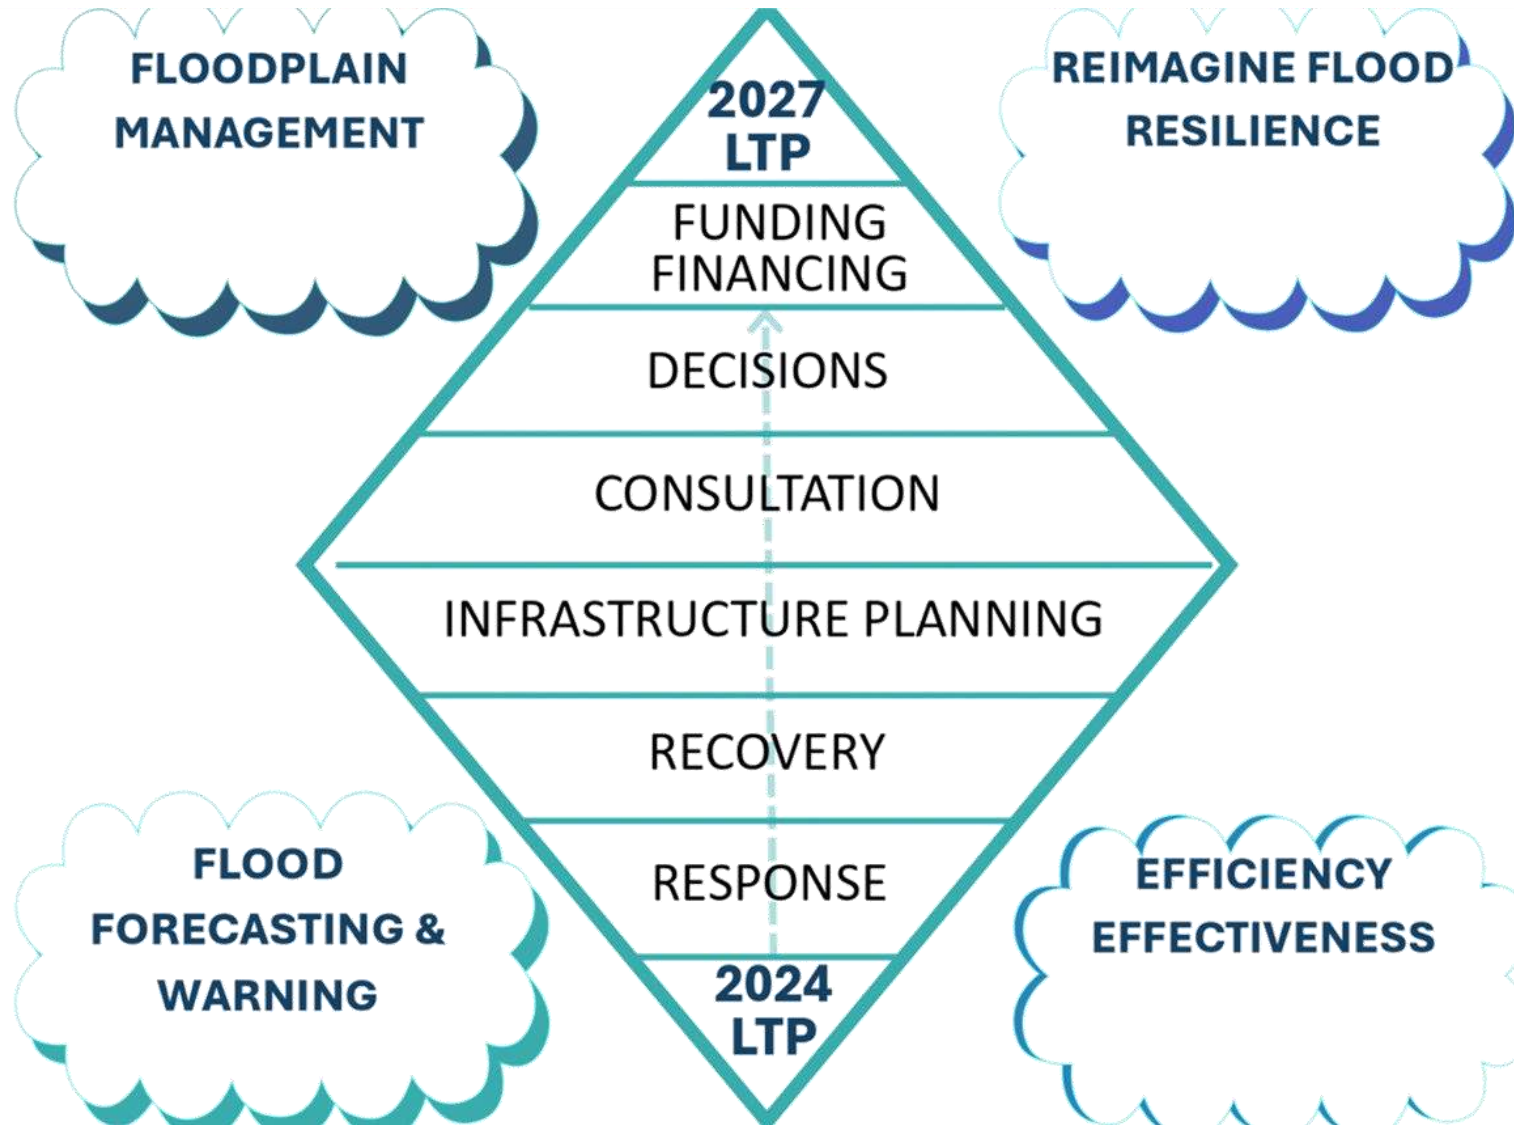 FLOODPLAIN
MANAGEMENT
REIMAGINE FLOOD
RESILIENCE
2027
LTP
FUNDING
FINANCING
DECISIONS
CONSULTATION
INFRASTRUCTURE PLANNING
RECOVERY
RESPONSE
2024
LTP
FLOOD
FORECASTING &
WARNING
EFFICIENCY
EFFECTIVENESS